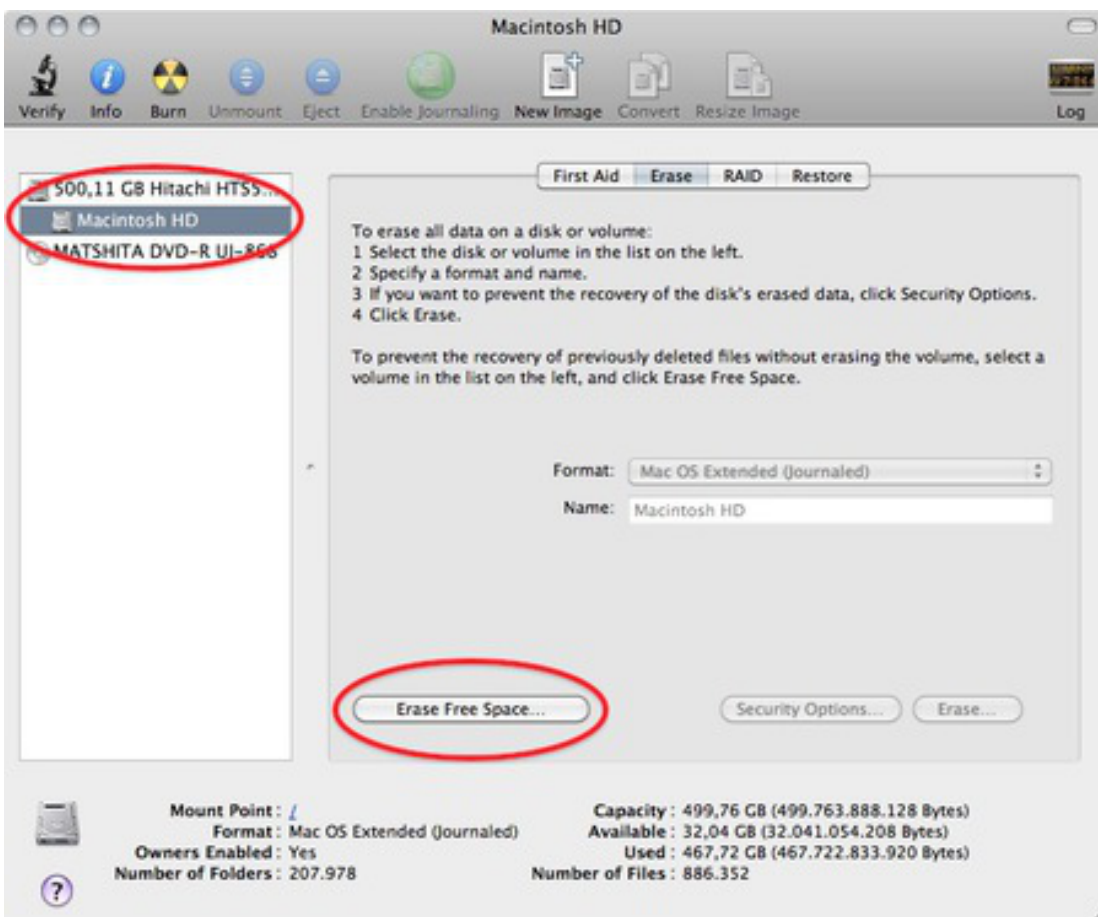 Macintosh HD
Verify Info Burn Unmount Eject Enable Journaling New Image Convert Resize Image Log
500,11 GB Hitachi HTS5...
Macintosh HD
MATSHITA DVD-R UJ-868
First Aid Erase RAID Restore
To erase all data on a disk or volume:
1 Select the disk or volume in the list on the left.
2 Specify a format and name.
3 If you want to prevent the recovery of the disk's erased data, click Security Options.
4 Click Erase.
To prevent the recovery of previously deleted files without erasing the volume, select a
volume in the list on the left, and click Erase Free Space.
Format: Mac OS Extended (Journaled)
Name: Macintosh HD
Erase Free Space... Security Options... Erase...
Mount Point : / Capacity : 499,76 GB (499.763.888.128 Bytes)
Format : Mac OS Extended (Journaled) Available : 32,04 GB (32.041.054.208 Bytes)
Owners Enabled : Yes Used : 467,72 GB (467.722.833.920 Bytes)
Number of Folders : 207.978 Number of Files : 886.352
?